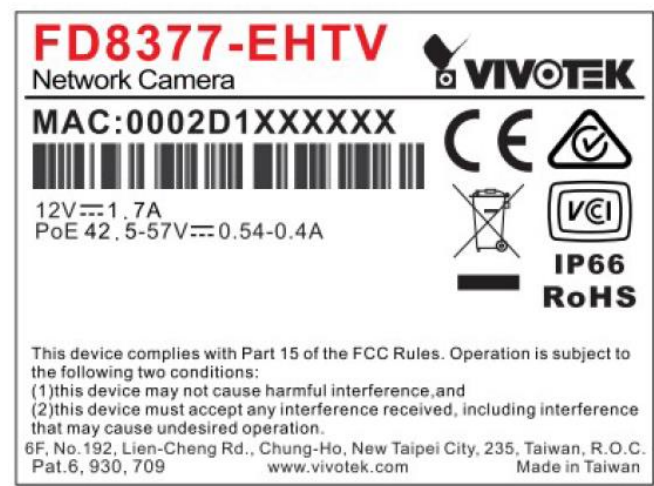 FD8377-EHTV
Network Camera
VIVOTEK
MAC:0002D1XXXXXX
CE
12V⎓1.7A
PoE 42.5-57V⎓0.54-0.4A
VCI
IP66
RoHS
This device complies with Part 15 of the FCC Rules. Operation is subject to
the following two conditions:
(1)this device may not cause harmful interference,and
(2)this device must accept any interference received, including interference
that may cause undesired operation.
6F, No.192, Lien-Cheng Rd., Chung-Ho, New Taipei City, 235, Taiwan, R.O.C.
Pat.6, 930, 709 www.vivotek.com Made in Taiwan